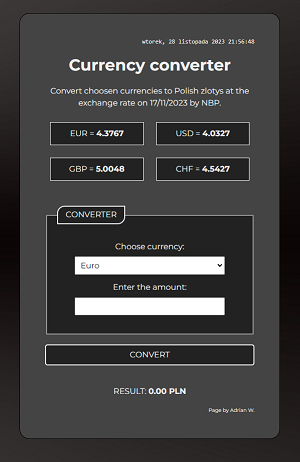 wtorek, 28 listopada 2023 21:56:48
Currency converter
Convert choosen currencies to Polish zlotys at the
exchange rate on 17/11/2023 by NBP.
EUR = 4.3767
USD = 4.0327
GBP = 5.0048
CHF = 4.5427
CONVERTER
Choose currency:
Euro
Enter the amount:
CONVERT
RESULT: 0.00 PLN
Page by Adrian W.